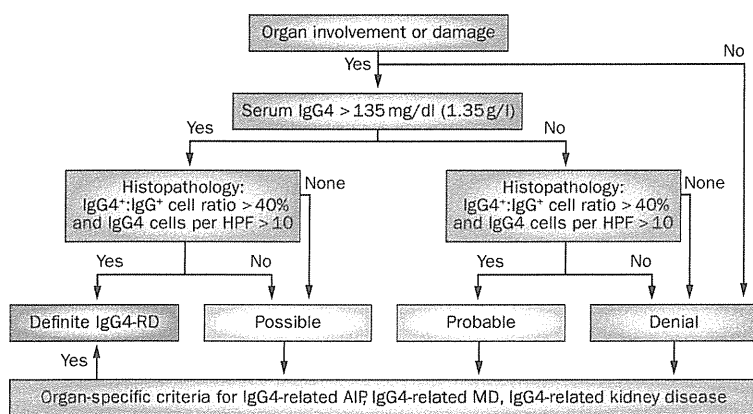 Organ involvement or damage
No
Yes
Serum IgG4 > 135 mg/dl (1.35 g/l)
Yes
No
Histopathology:
IgG4⁺:IgG⁺ cell ratio > 40%
and IgG4 cells per HPF > 10
None
Histopathology:
IgG4⁺:IgG⁺ cell ratio > 40%
and IgG4 cells per HPF > 10
None
Yes
No
Yes
No
Definite IgG4-RD
Possible
Probable
Denial
Yes
Organ-specific criteria for IgG4-related AIP, IgG4-related MD, IgG4-related kidney disease